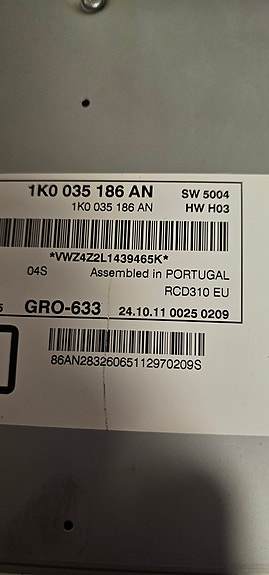 1K0 035 186 AN SW 5004
1K0 035 186 AN HW H03
*VWZ4Z2L1439465K*
04S Assembled in PORTUGAL
RCD310 EU
GRO-633 24.10.11 0025 0209
86AN28326065112970209S